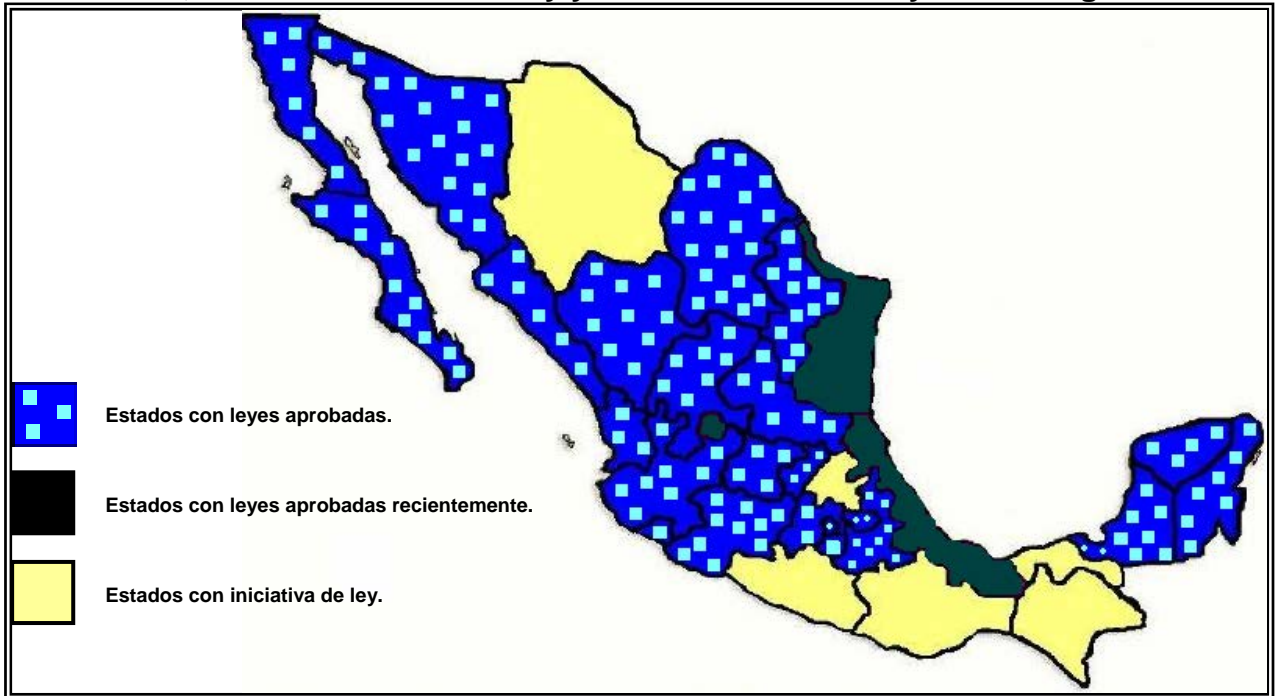 Estados con leyes aprobadas.
Estados con leyes aprobadas recientemente.
Estados con iniciativa de ley.